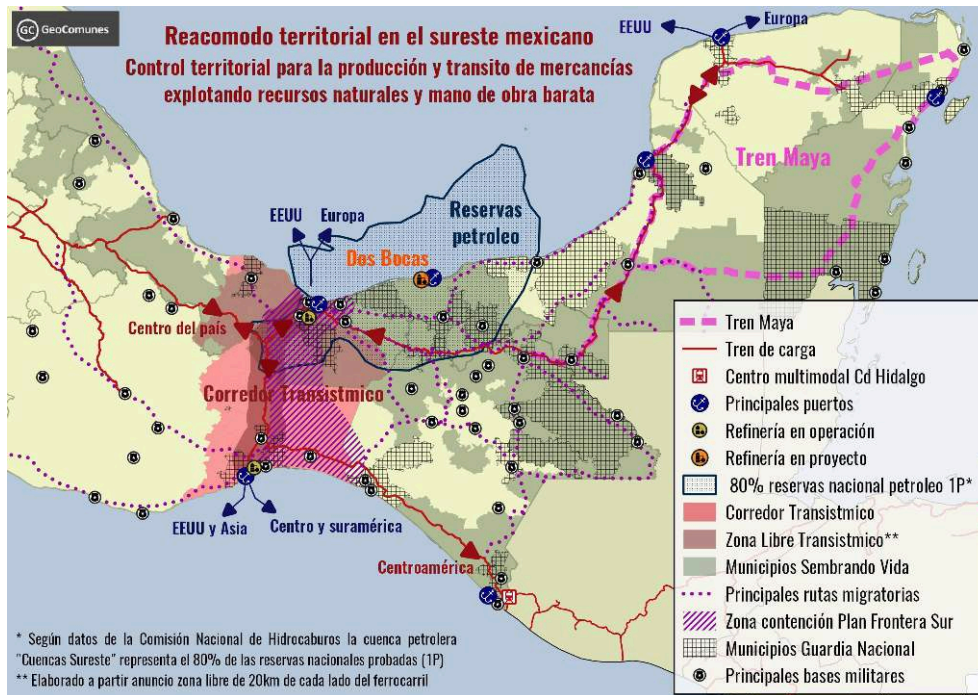 GC GeoComunes
Reacomodo territorial en el sureste mexicano
Control territorial para la producción y transito de mercancías
explotando recursos naturales y mano de obra barata
EEUU
Europa
Tren Maya
EEUU
Europa
Reservas
petroleo
Dos Bocas
Centro del país
Corredor Transístmico
EEUU y Asia
Centro y suramérica
Centroamérica
Tren Maya
Tren de carga
Centro multimodal Cd Hidalgo
Principales puertos
Refinería en operación
Refinería en proyecto
80% reservas nacional petroleo 1P*
Corredor Transístmico
Zona Libre Transístmico**
Municipios Sembrando Vida
Principales rutas migratorias
Zona contención Plan Frontera Sur
Municipios Guardia Nacional
Principales bases militares
* Según datos de la Comisión Nacional de Hidrocaburos la cuenca petrolera
"Cuencas Sureste" representa el 80% de las reservas nacionales probadas (1P)
** Elaborado a partir anuncio zona libre de 20km de cada lado del ferrocarril